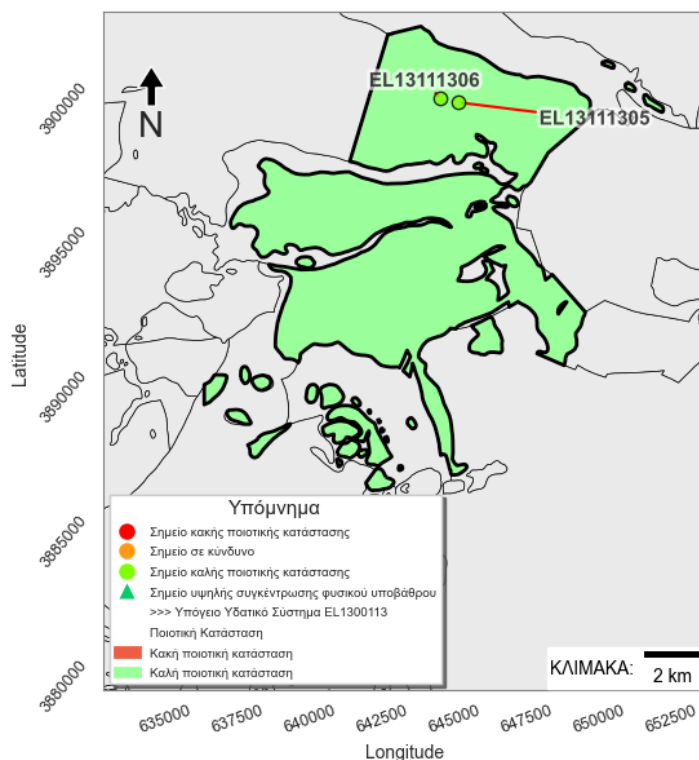 EL13111306
EL13111305
N
Latitude
3900000
3895000
3890000
3885000
3880000
Υπόμνημα
Σημείο κακής ποιοτικής κατάστασης
Σημείο σε κύνδυνο
Σημείο καλής ποιοτικής κατάστασης
Σημείο υψηλής συγκέντρωσης φυσικού υποβάθρου
>>> Υπόγειο Υδατικό Σύστημα EL1300113
Ποιοτική Κατάσταση
Κακή ποιοτική κατάσταση
Καλή ποιοτική κατάσταση
ΚΛΙΜΑΚΑ:
2 km
635000
637500
640000
642500
645000
647500
650000
652500
Longitude